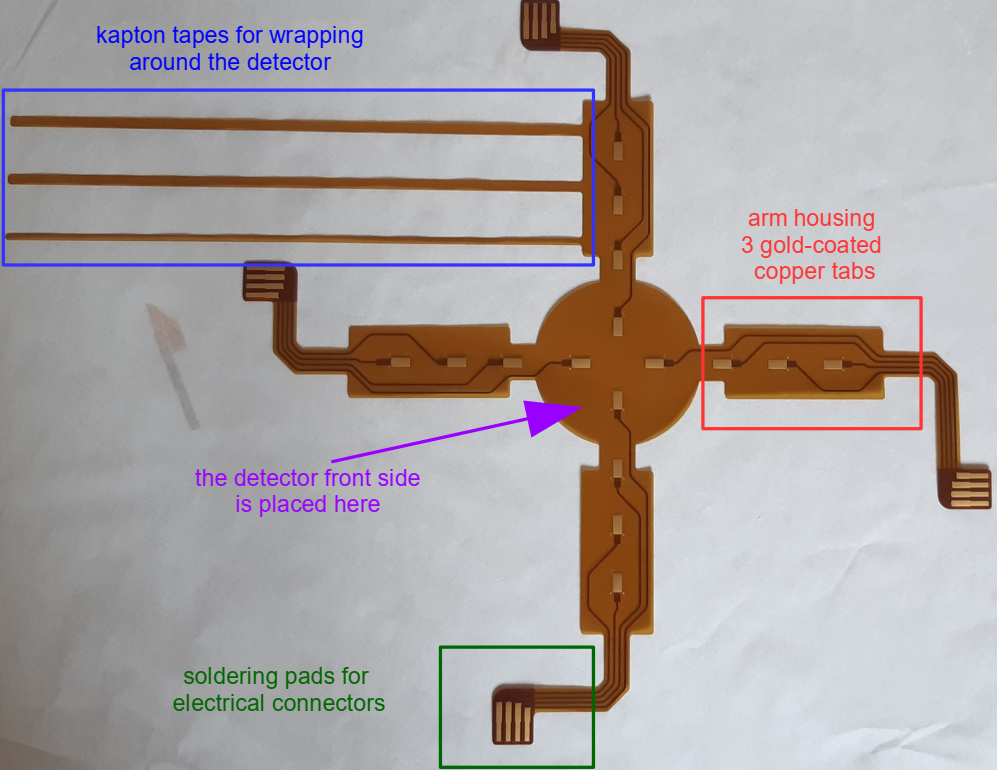 kapton tapes for wrapping
around the detector
arm housing
3 gold-coated
copper tabs
the detector front side
is placed here
soldering pads for
electrical connectors